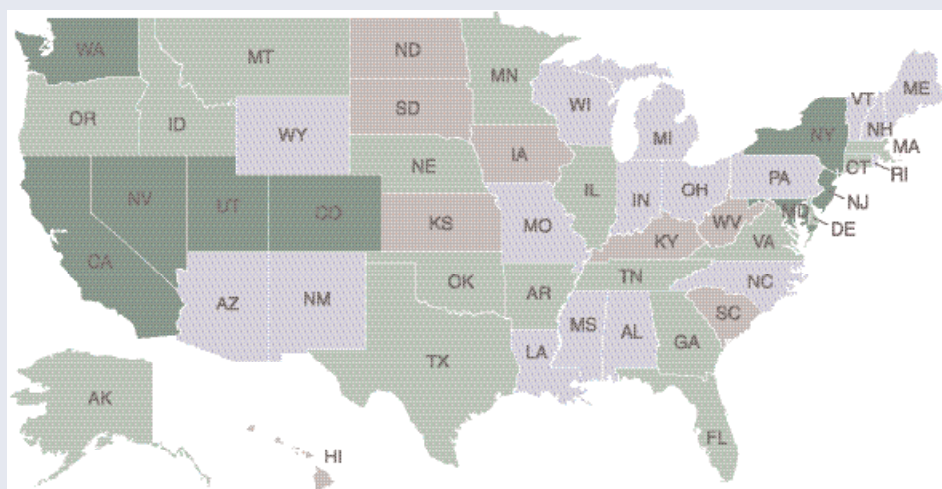 WA
MT
ND
MN
VT
ME
OR
ID
SD
WI
MI
NY
NH
MA
WY
IA
CT
RI
NE
PA
NV
UT
CO
IL
IN
OH
NJ
MD
DE
KS
MO
WV
KY
VA
CA
AZ
NM
OK
AR
TN
NC
SC
MS
AL
GA
LA
TX
AK
FL
HI